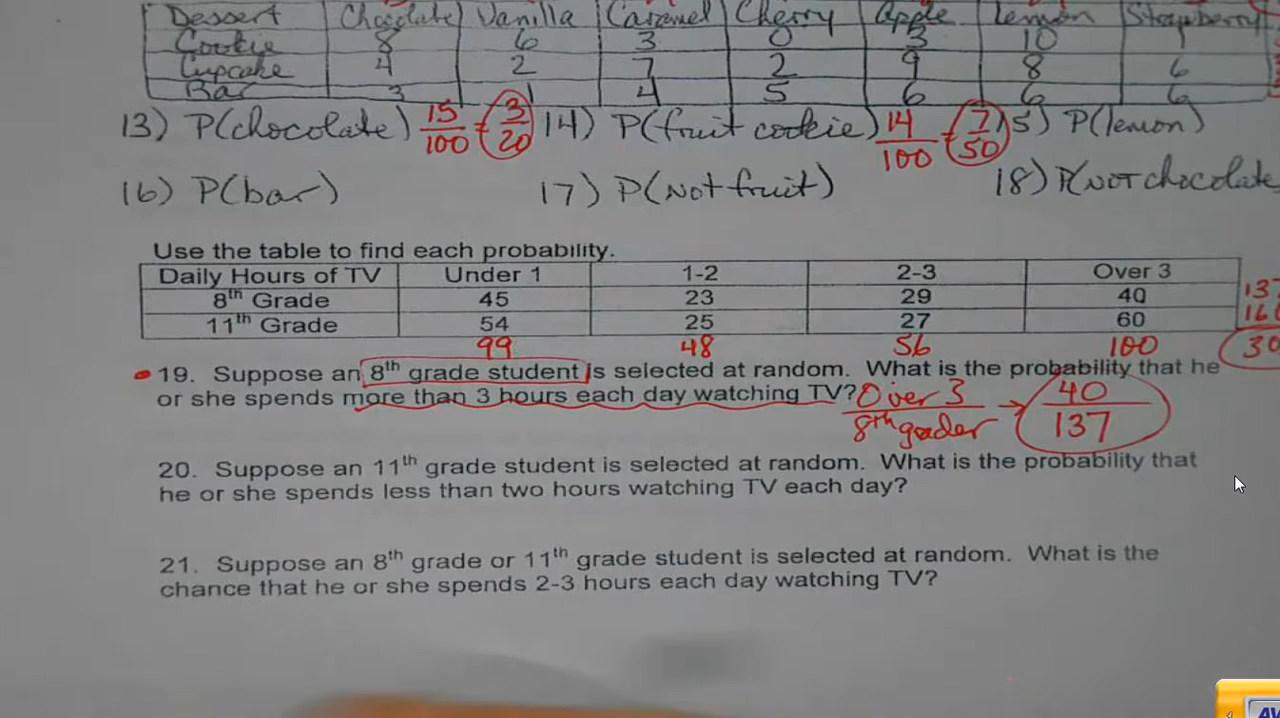 Dessert Chocolate Vanilla Caramel Cherry Apple Lemon Strawberry
Cookie 8 6 3 0 3 10 1
Cupcake 4 2 7 2 9 8 6
Bar 3 1 4 5 6 6 6
13) P(chocolate) 15/100 = 3/20 14) P(fruit cookie) 14/100 = 7/50 15) P(lemon)
16) P(bar) 17) P(Not fruit) 18) P(NOT chocolate
Use the table to find each probability.
Daily Hours of TV Under 1 1-2 2-3 Over 3
8th Grade 45 23 29 40 137
11th Grade 54 25 27 60
99 48 56 100
19. Suppose an 8th grade student is selected at random. What is the probability that he
or she spends more than 3 hours each day watching TV? Over 3/8th grader → 40/137
20. Suppose an 11th grade student is selected at random. What is the probability that
he or she spends less than two hours watching TV each day?
21. Suppose an 8th grade or 11th grade student is selected at random. What is the
chance that he or she spends 2-3 hours each day watching TV?